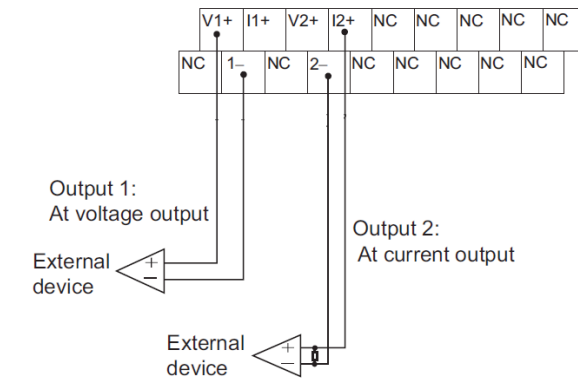 V1+ I1+ V2+ I2+ NC NC NC NC NC
NC 1– NC 2– NC NC NC NC NC
Output 1:
At voltage output
Output 2:
At current output
External
device
+
–
External
device
+
–